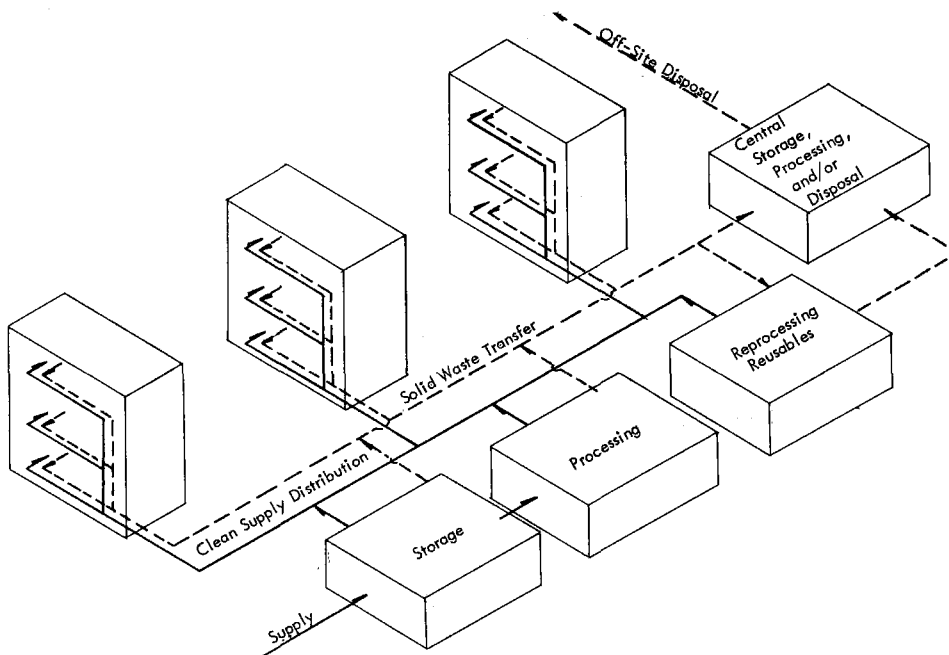 Off-Site Disposal
Central
Storage,
Processing,
and/or
Disposal
Reprocessing
Reusables
Solid Waste Transfer
Processing
Clean Supply Distribution
Storage
Supply